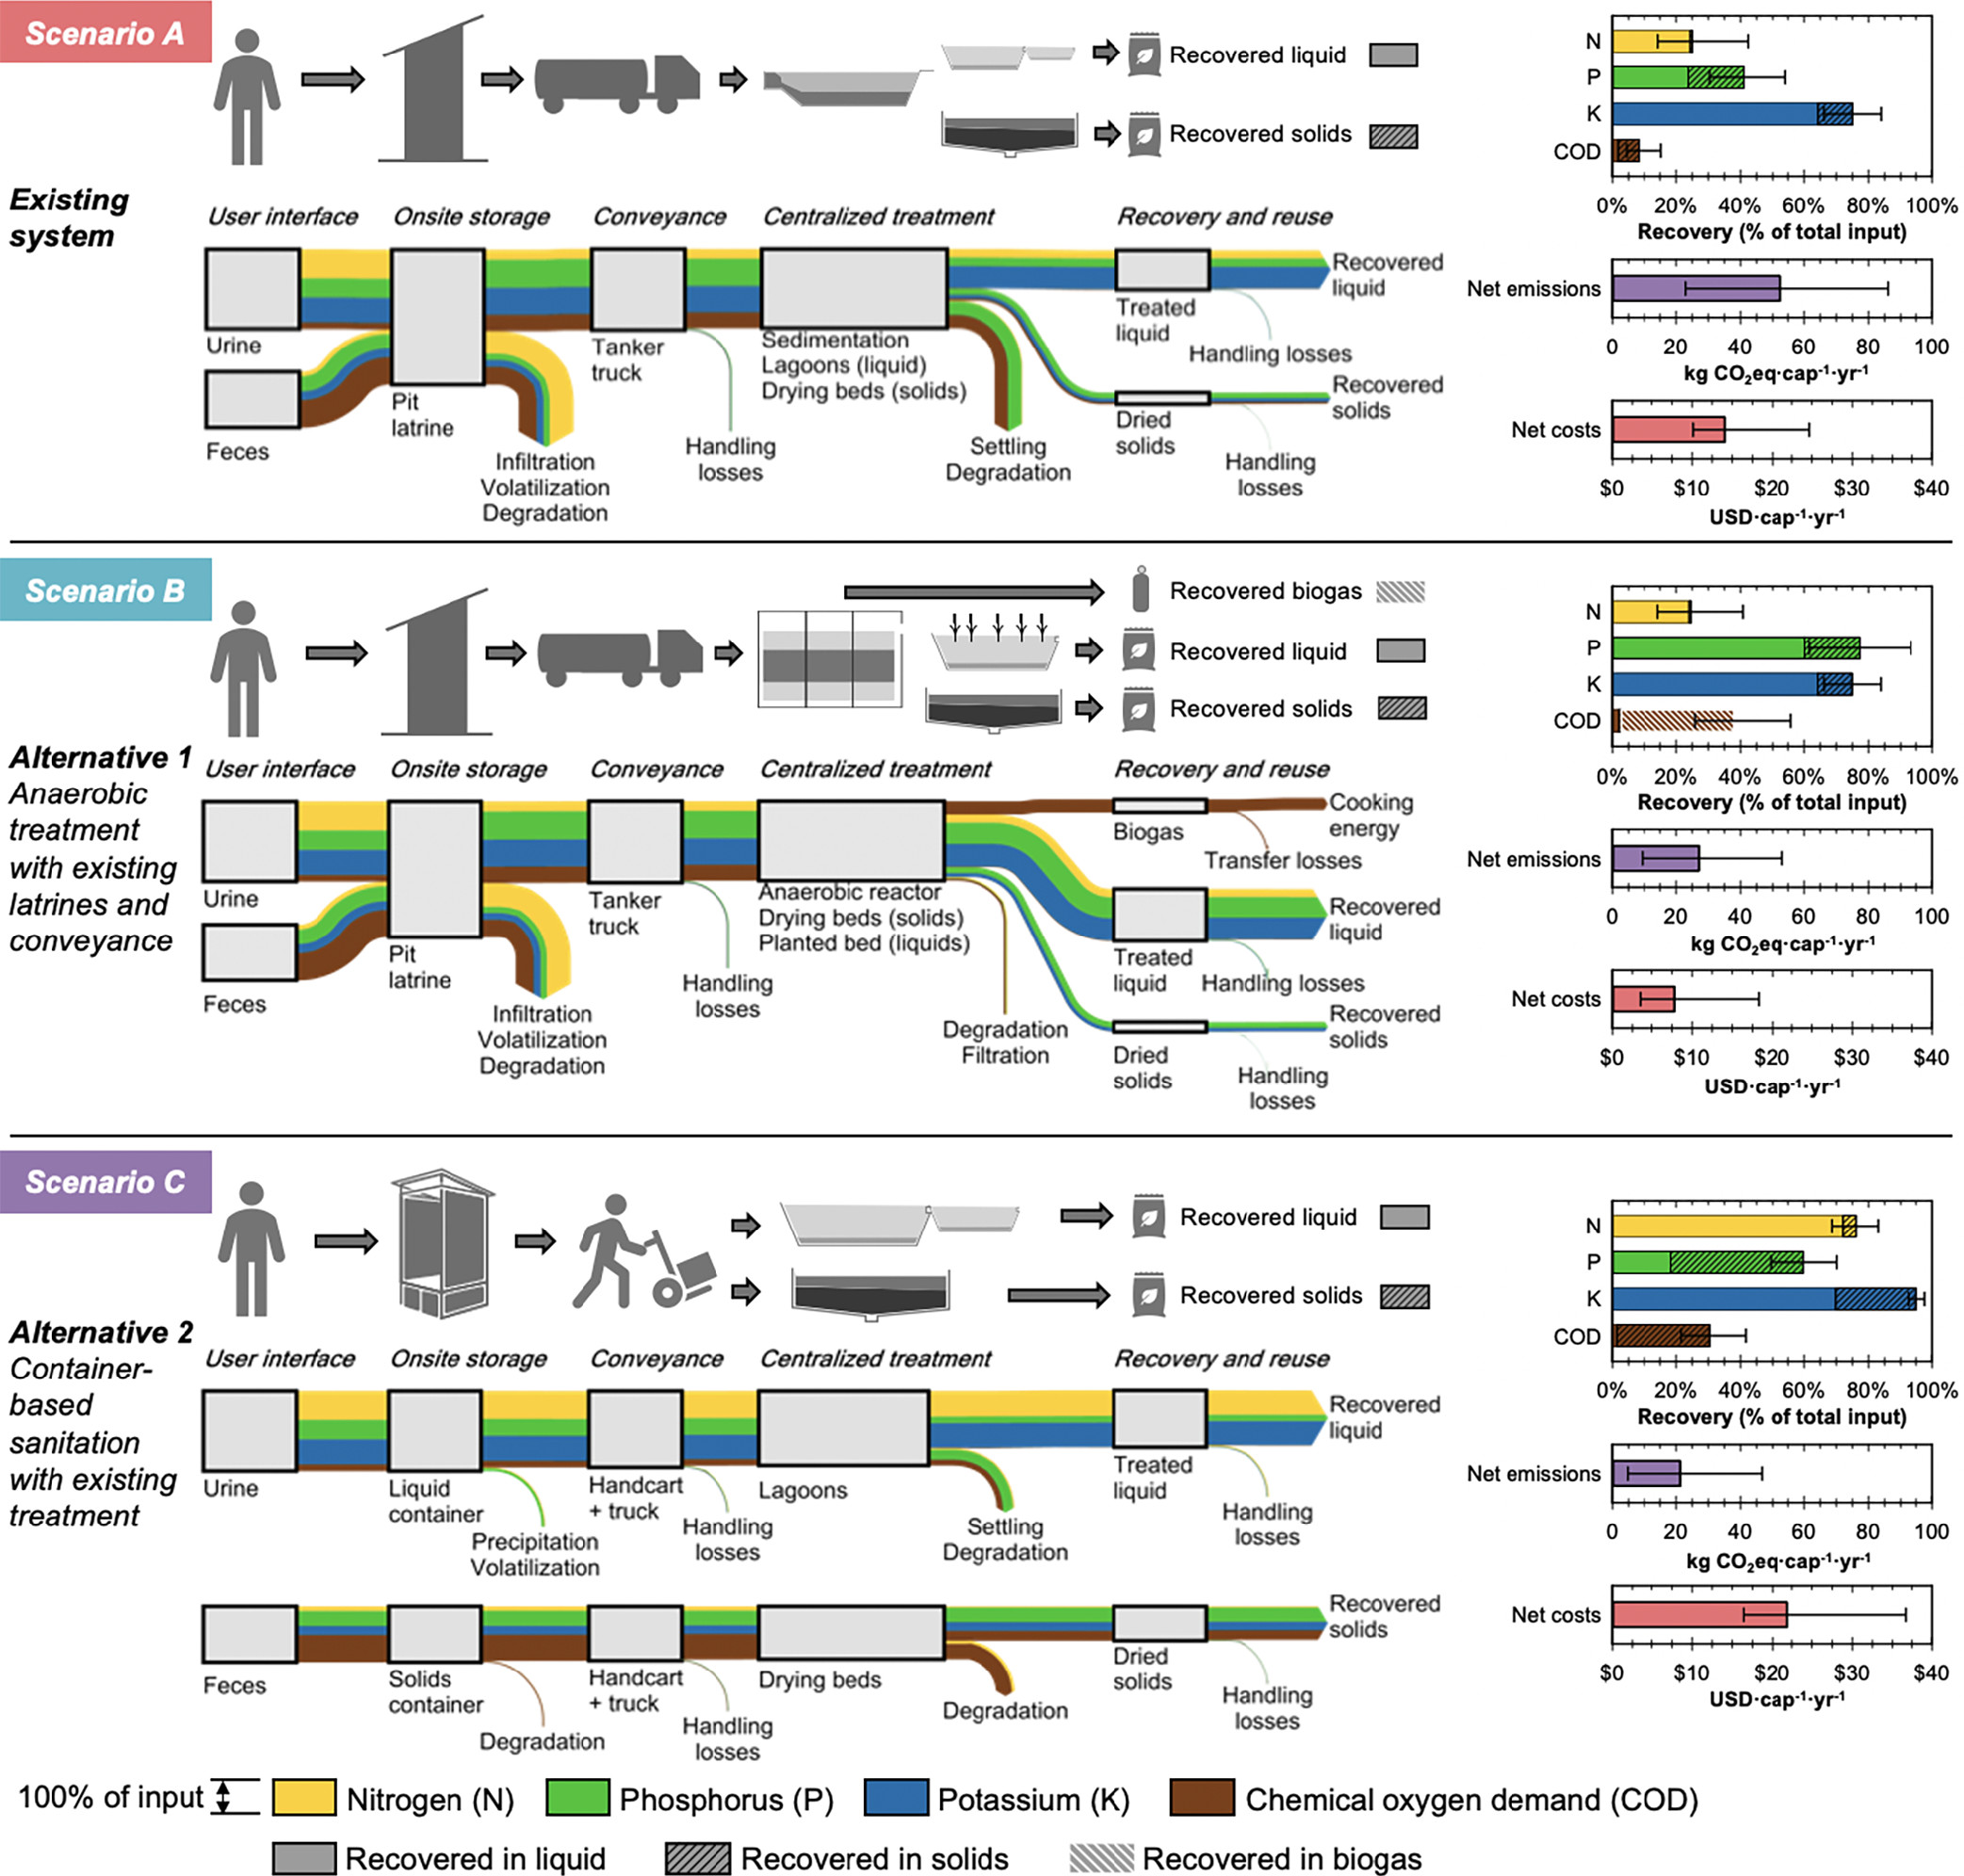 Scenario A
Recovered liquid
Recovered solids
Existing
system
User interface
Onsite storage
Conveyance
Centralized treatment
Recovery and reuse
Urine
Feces
Pit
latrine
Infiltration
Volatilization
Degradation
Tanker
truck
Handling
losses
Sedimentation
Lagoons (liquid)
Drying beds (solids)
Settling
Degradation
Treated
liquid
Handling losses
Dried
solids
Handling
losses
Recovered
liquid
Recovered
solids
N
P
K
COD
0% 20% 40% 60% 80% 100%
Recovery (% of total input)
Net emissions
0 20 40 60 80 100
kg CO₂eq·cap⁻¹·yr⁻¹
Net costs
$0 $10 $20 $30 $40
USD·cap⁻¹·yr⁻¹
Scenario B
Recovered biogas
Recovered liquid
Recovered solids
Alternative 1
Anaerobic
treatment
with existing
latrines and
conveyance
User interface
Onsite storage
Conveyance
Centralized treatment
Recovery and reuse
Urine
Feces
Pit
latrine
Infiltration
Volatilization
Degradation
Tanker
truck
Handling
losses
Anaerobic reactor
Drying beds (solids)
Planted bed (liquids)
Degradation
Filtration
Biogas
Transfer losses
Treated
liquid
Handling losses
Dried
solids
Handling
losses
Cooking
energy
Recovered
liquid
Recovered
solids
N
P
K
COD
0% 20% 40% 60% 80% 100%
Recovery (% of total input)
Net emissions
0 20 40 60 80 100
kg CO₂eq·cap⁻¹·yr⁻¹
Net costs
$0 $10 $20 $30 $40
USD·cap⁻¹·yr⁻¹
Scenario C
Recovered liquid
Recovered solids
Alternative 2
Container-
based
sanitation
with existing
treatment
User interface
Onsite storage
Conveyance
Centralized treatment
Recovery and reuse
Urine
Liquid
container
Precipitation
Volatilization
Handcart
+ truck
Handling
losses
Lagoons
Settling
Degradation
Treated
liquid
Handling
losses
Recovered
liquid
Feces
Solids
container
Degradation
Handcart
+ truck
Handling
losses
Drying beds
Degradation
Dried
solids
Handling
losses
Recovered
solids
N
P
K
COD
0% 20% 40% 60% 80% 100%
Recovery (% of total input)
Net emissions
0 20 40 60 80 100
kg CO₂eq·cap⁻¹·yr⁻¹
Net costs
$0 $10 $20 $30 $40
USD·cap⁻¹·yr⁻¹
100% of input
Nitrogen (N)
Phosphorus (P)
Potassium (K)
Chemical oxygen demand (COD)
Recovered in liquid
Recovered in solids
Recovered in biogas